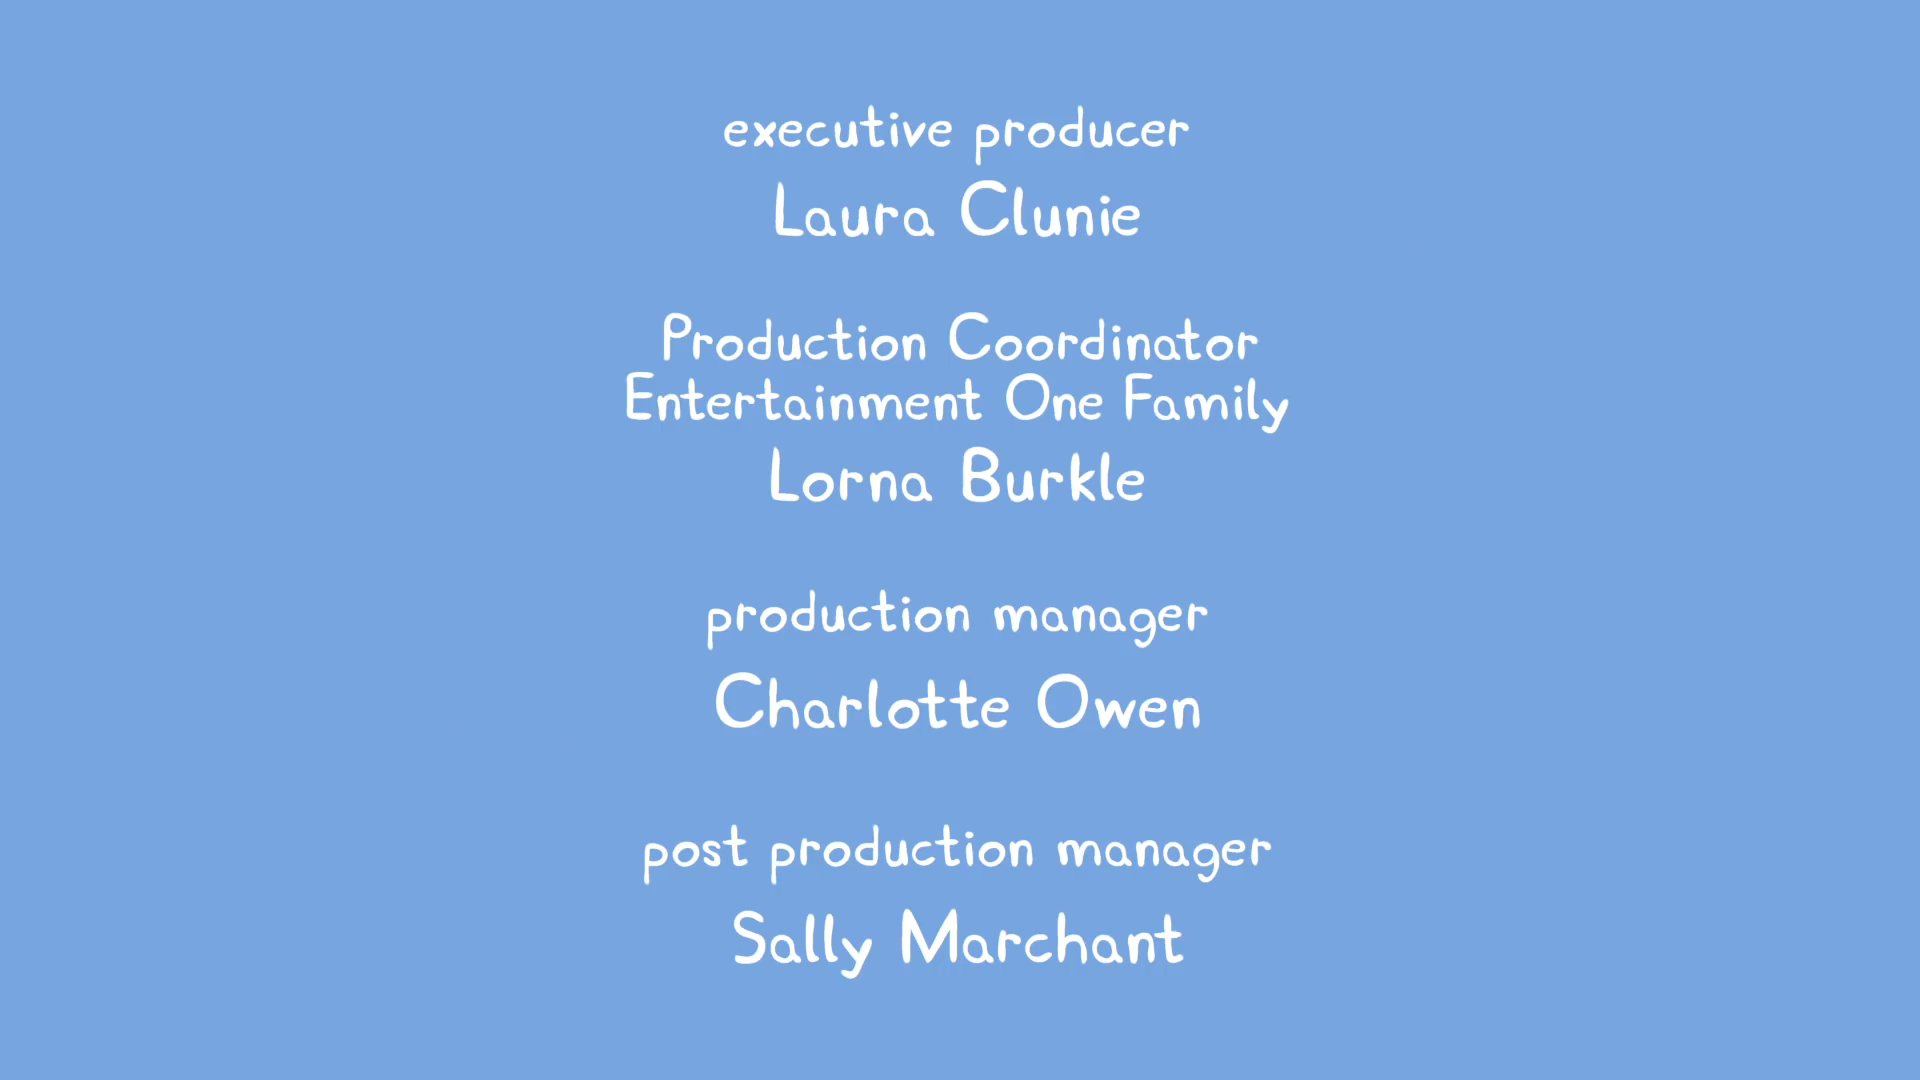 executive producer
Laura Clunie
Production Coordinator
Entertainment One Family
Lorna Burkle
production manager
Charlotte Owen
post production manager
Sally Marchant